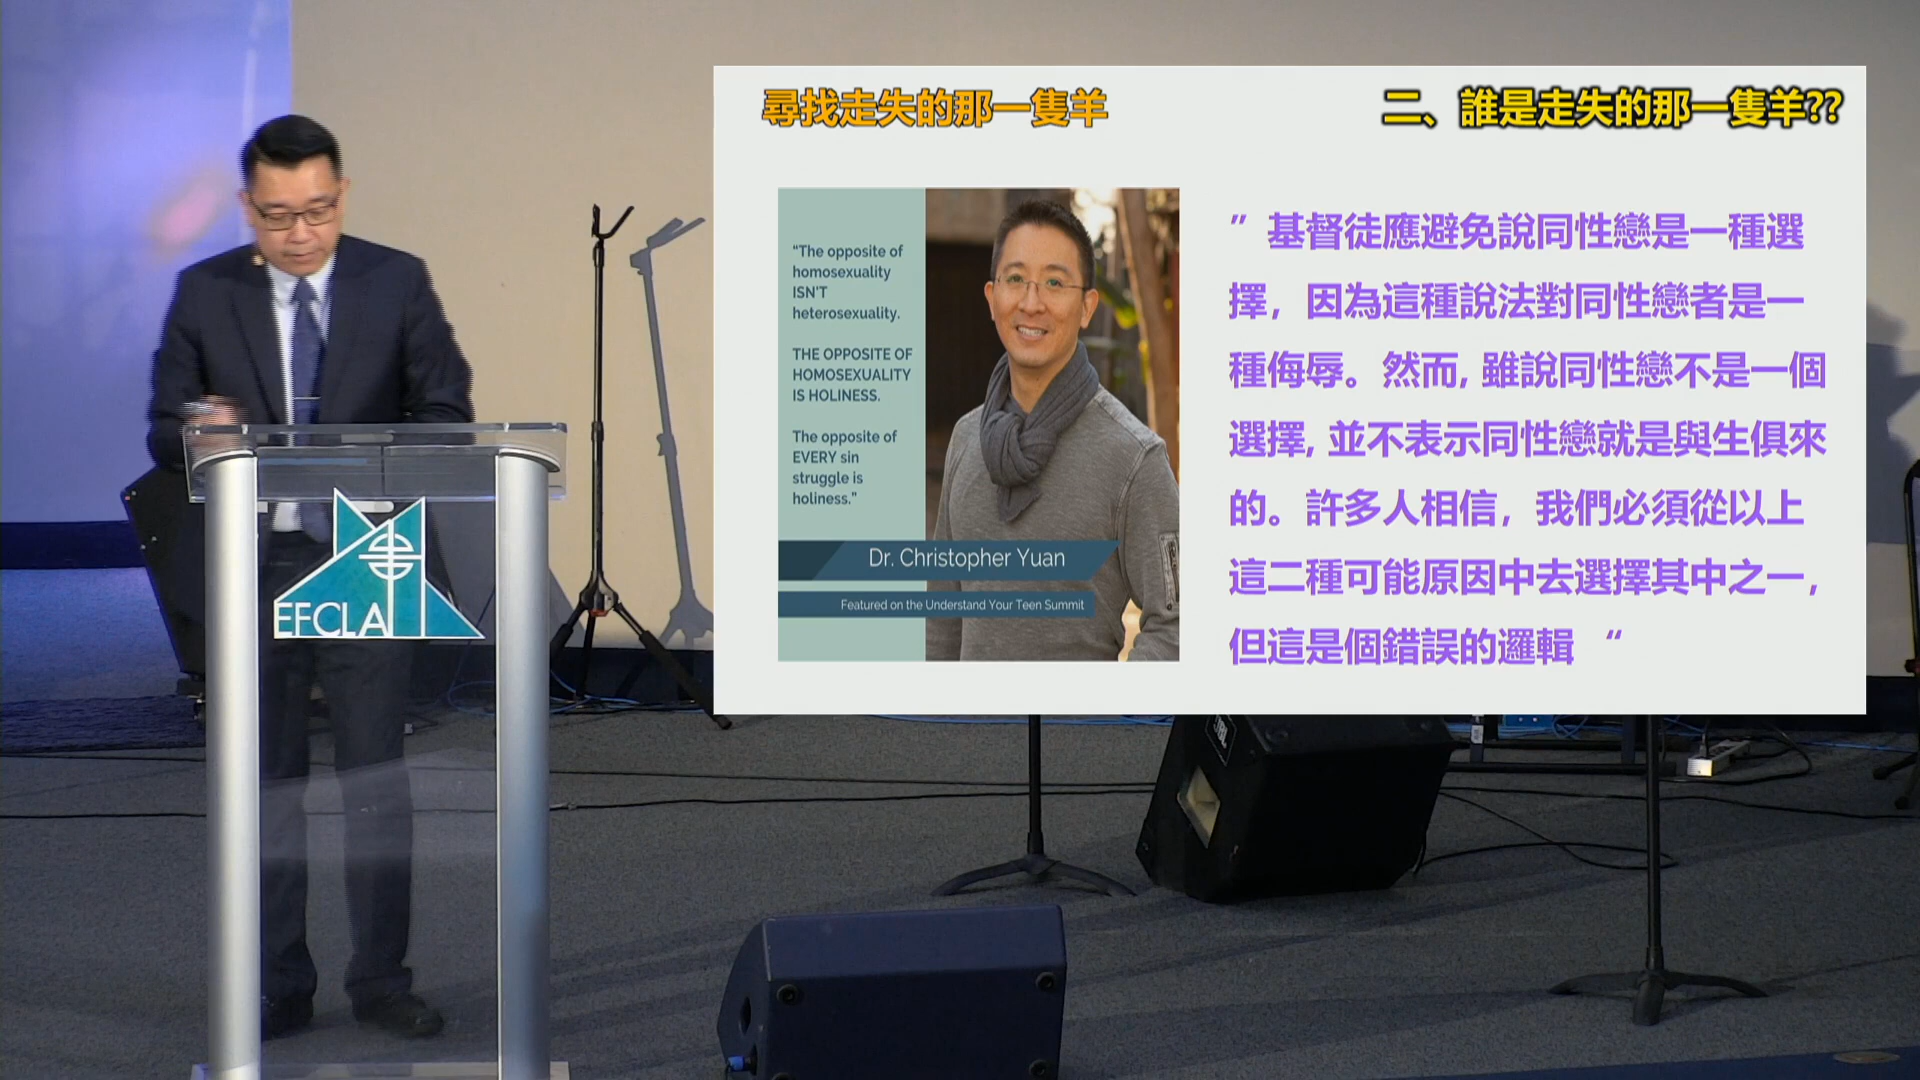 尋找走失的那一隻羊
二、誰是走失的那一隻羊??
"The opposite of
homosexuality
ISN'T
heterosexuality.
THE OPPOSITE OF
HOMOSEXUALITY
IS HOLINESS.
The opposite of
EVERY sin
struggle is
holiness."
Dr. Christopher Yuan
Featured on the Understand Your Teen Summit
”基督徒應避免說同性戀是一種選
擇，因為這種說法對同性戀者是一
種侮辱。然而, 雖說同性戀不是一個
選擇, 並不表示同性戀就是與生俱來
的。許多人相信，我們必須從以上
這二種可能原因中去選擇其中之一，
但這是個錯誤的邏輯 “
EFCLA
JBL